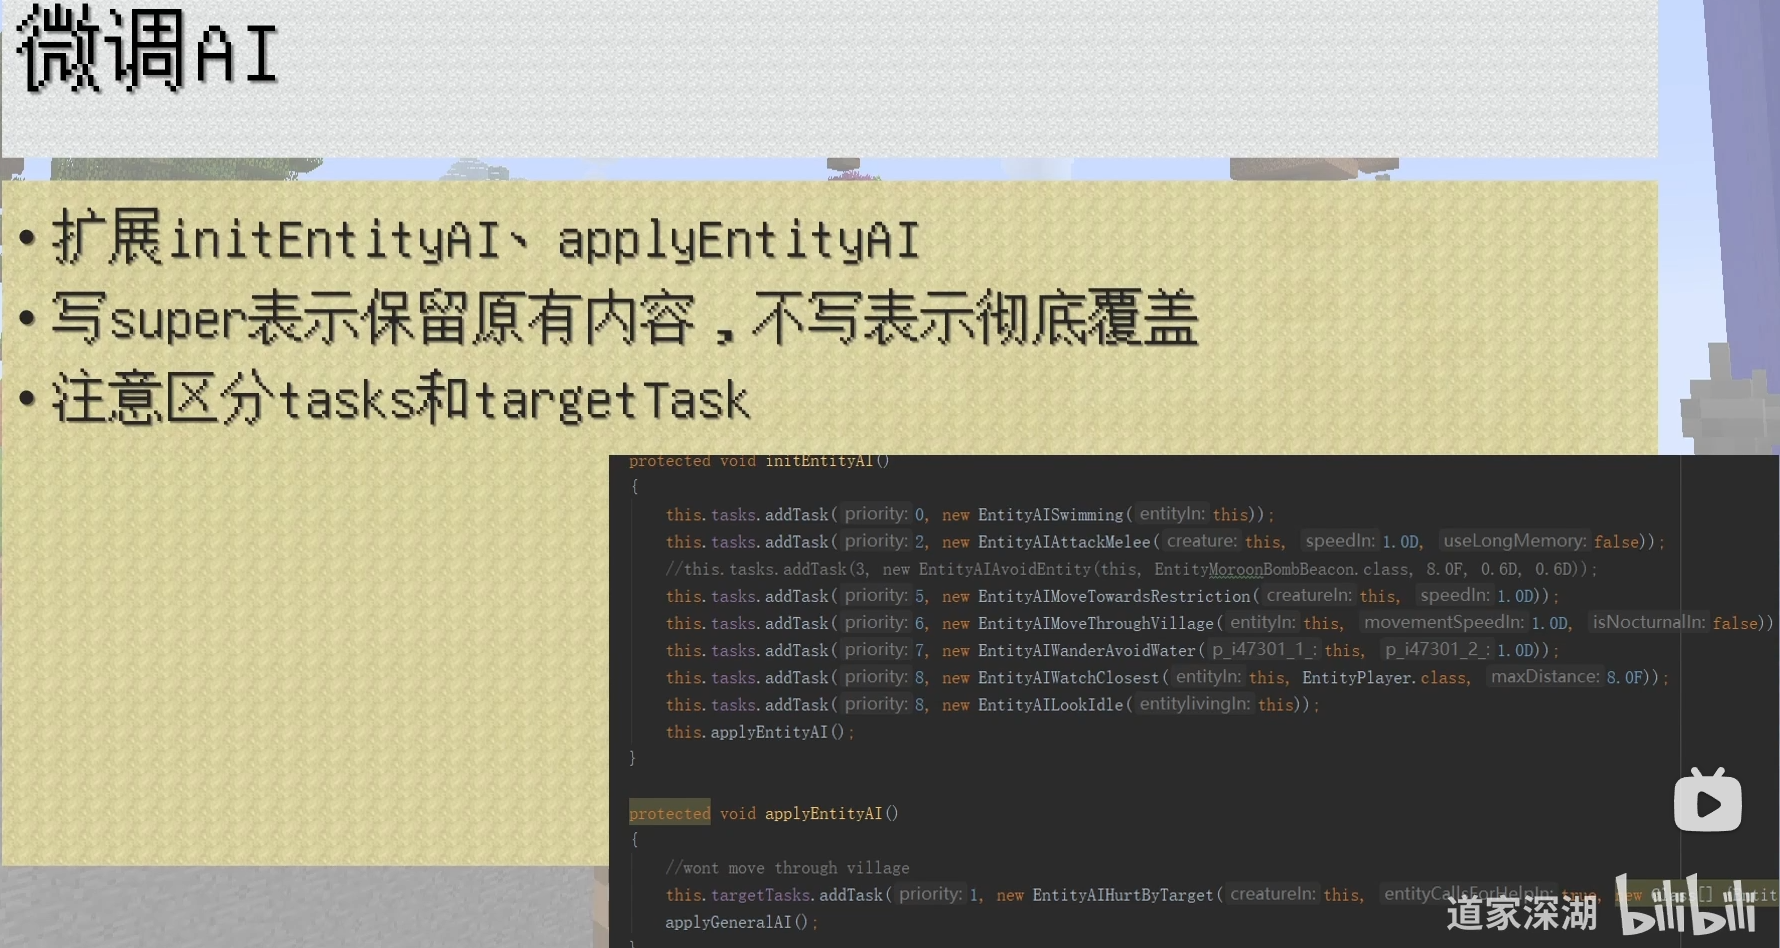 微调AI
•扩展initEntityAI、applyEntityAI
•写super表示保留原有内容，不写表示彻底覆盖
•注意区分tasks和targetTask
protected void initEntityAI()
{
this.tasks.addTask( priority: 0, new EntityAISwimming( entityIn: this));
this.tasks.addTask( priority: 2, new EntityAIAttackMelee( creature: this, speedIn: 1.0D, useLongMemory: false));
//this.tasks.addTask(3, new EntityAIAvoidEntity(this, EntityMoroonBombBeacon.class, 8.0F, 0.6D, 0.6D));
this.tasks.addTask( priority: 5, new EntityAIMoveTowardsRestriction( creatureIn: this, speedIn: 1.0D));
this.tasks.addTask( priority: 6, new EntityAIMoveThroughVillage( entityIn: this, movementSpeedIn: 1.0D, isNocturnalIn: false))
this.tasks.addTask( priority: 7, new EntityAIWanderAvoidWater( p_i47301_1_: this, p_i47301_2_: 1.0D));
this.tasks.addTask( priority: 8, new EntityAIWatchClosest( entityIn: this, EntityPlayer.class, maxDistance: 8.0F));
this.tasks.addTask( priority: 8, new EntityAILookIdle( entitylivingIn: this));
this.applyEntityAI();
}
protected void applyEntityAI()
{
//wont move through village
this.targetTasks.addTask( priority: 1, new EntityAIHurtByTarget( creatureIn: this, entityCallsForHelpIn: true, new Class[]
applyGeneralAI();
}
道家深湖 bilibili